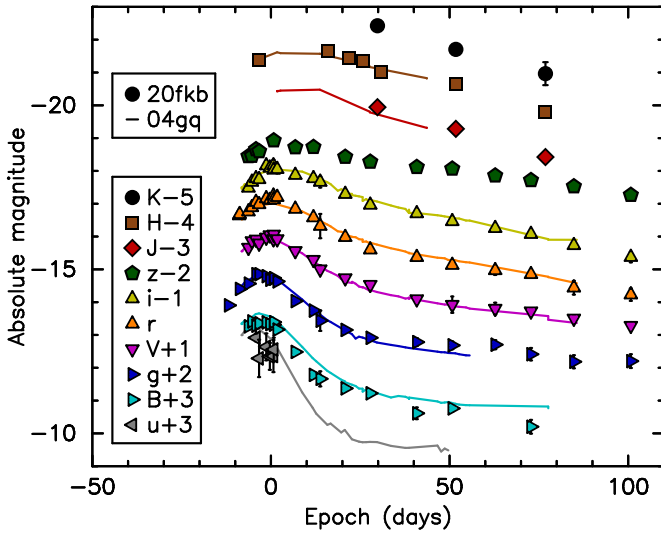 20fkb
04gq
K−5
H−4
J−3
z−2
i−1
r
V+1
g+2
B+3
u+3
Absolute magnitude
−20
−15
−10
−50
0
50
100
Epoch (days)